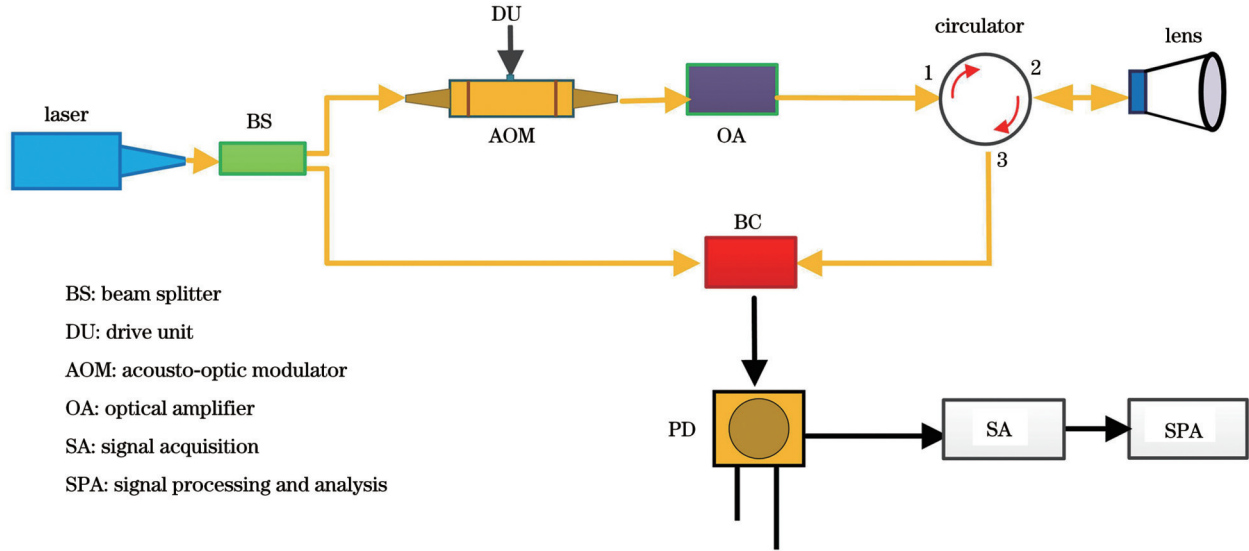 DU
circulator
lens
1
2
laser
BS
AOM
OA
3
BC
BS: beam splitter
DU: drive unit
AOM: acousto-optic modulator
OA: optical amplifier
SA: signal acquisition
SPA: signal processing and analysis
PD
SA
SPA